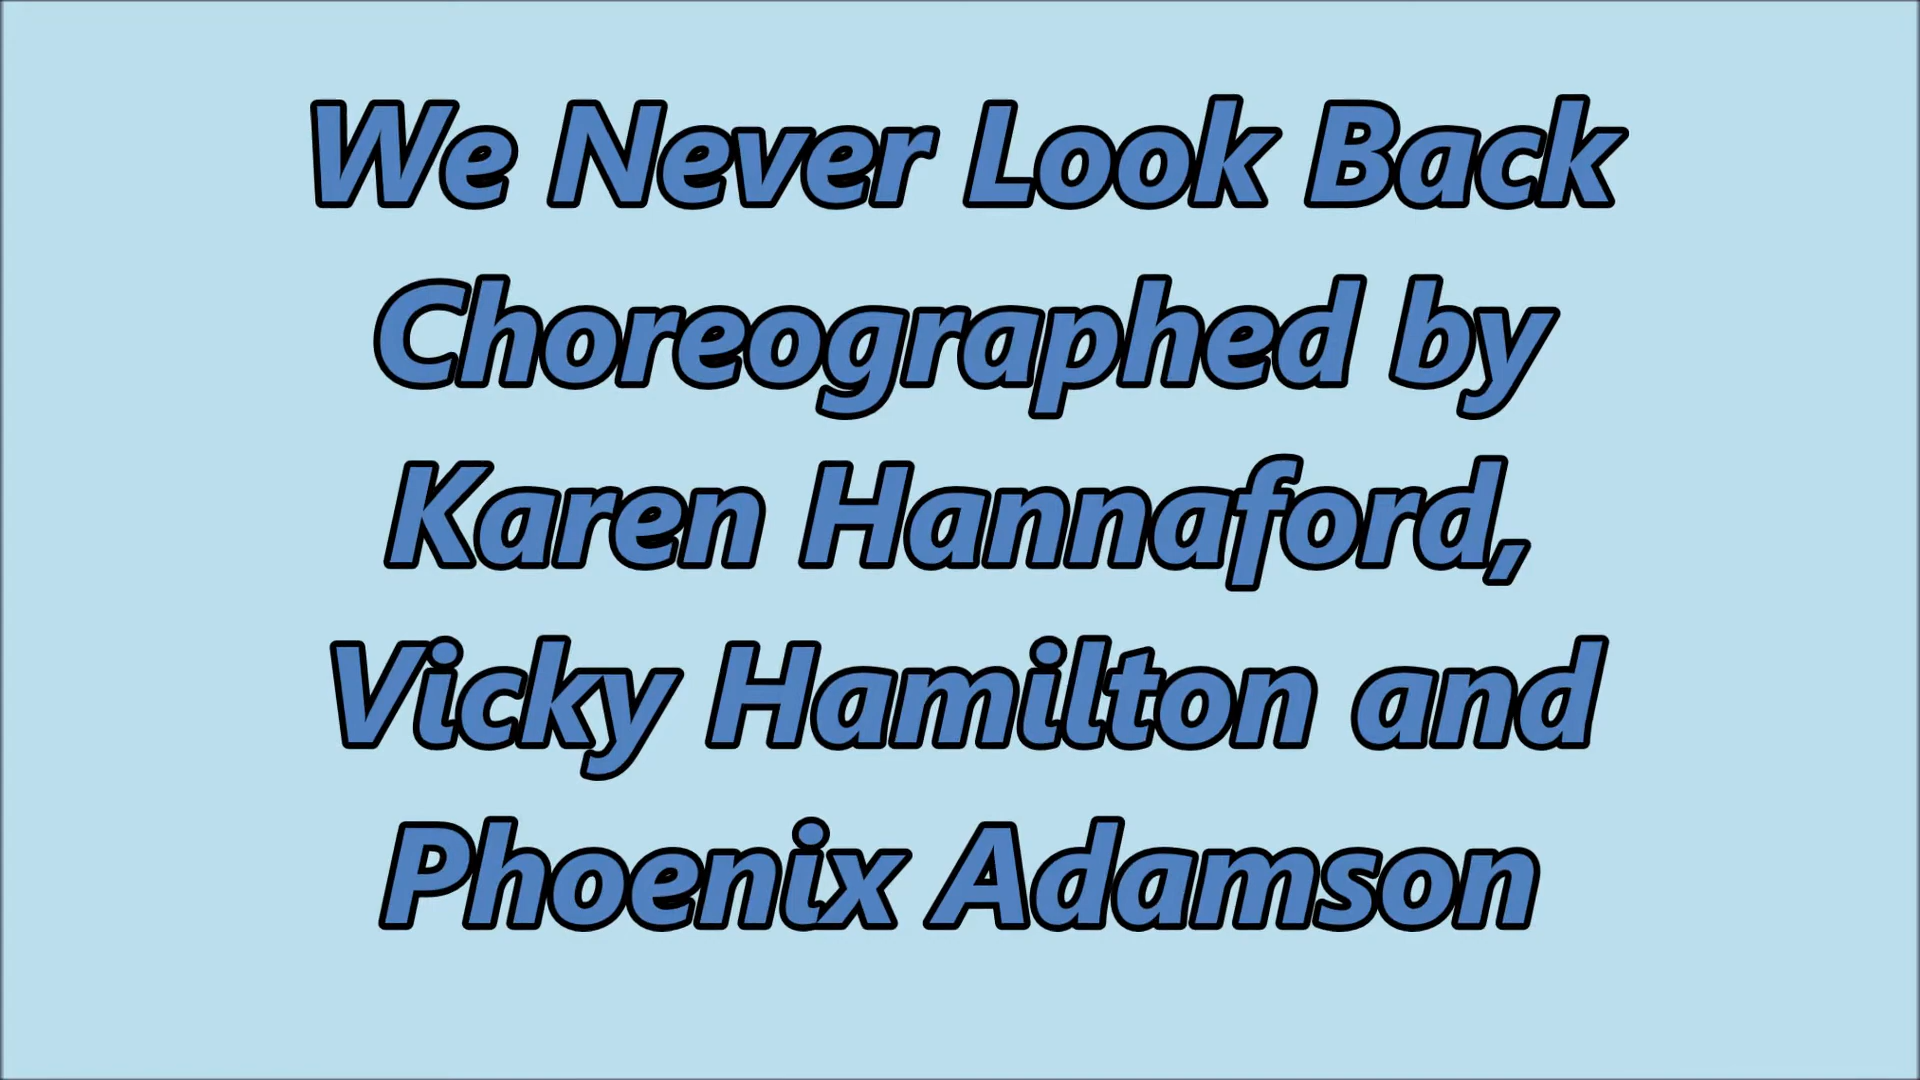 We Never Look Back
Choreographed by
Karen Hannaford,
Vicky Hamilton and
Phoenix Adamson